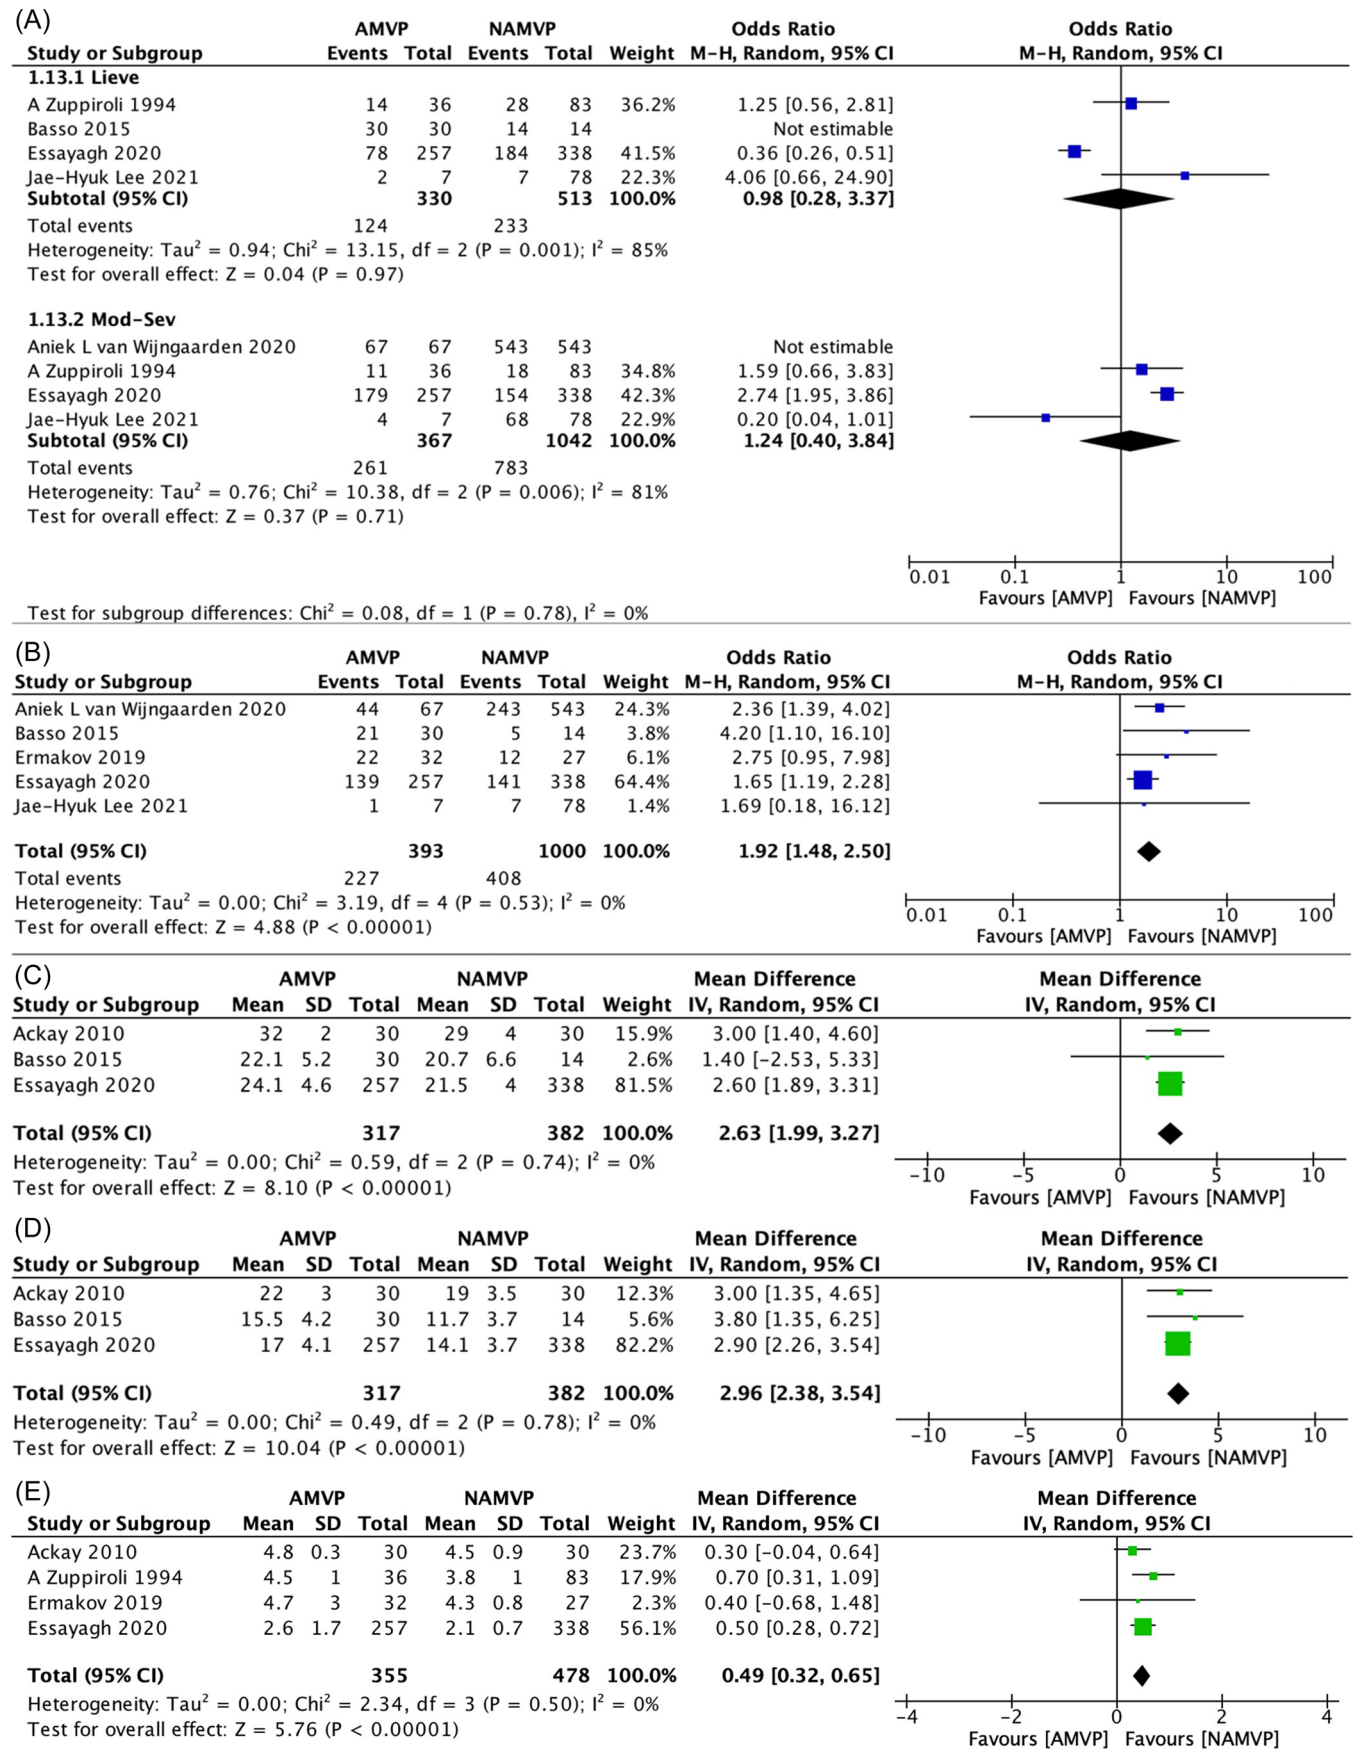 (A)
AMVP NAMVP Odds Ratio Odds Ratio
Study or Subgroup Events Total Events Total Weight M-H, Random, 95% CI M-H, Random, 95% CI
1.13.1 Lieve
A Zuppiroli 1994 14 36 28 83 36.2% 1.25 [0.56, 2.81]
Basso 2015 30 30 14 14 Not estimable
Essayagh 2020 78 257 184 338 41.5% 0.36 [0.26, 0.51]
Jae-Hyuk Lee 2021 2 7 7 78 22.3% 4.06 [0.66, 24.90]
Subtotal (95% CI) 330 513 100.0% 0.98 [0.28, 3.37]
Total events 124 233
Heterogeneity: Tau² = 0.94; Chi² = 13.15, df = 2 (P = 0.001); I² = 85%
Test for overall effect: Z = 0.04 (P = 0.97)
1.13.2 Mod-Sev
Aniek L van Wijngaarden 2020 67 67 543 543 Not estimable
A Zuppiroli 1994 11 36 18 83 34.8% 1.59 [0.66, 3.83]
Essayagh 2020 179 257 154 338 42.3% 2.74 [1.95, 3.86]
Jae-Hyuk Lee 2021 4 7 68 78 22.9% 0.20 [0.04, 1.01]
Subtotal (95% CI) 367 1042 100.0% 1.24 [0.40, 3.84]
Total events 261 783
Heterogeneity: Tau² = 0.76; Chi² = 10.38, df = 2 (P = 0.006); I² = 81%
Test for overall effect: Z = 0.37 (P = 0.71)
0.01 0.1 1 10 100
Favours [AMVP] Favours [NAMVP]
Test for subgroup differences: Chi² = 0.08, df = 1 (P = 0.78), I² = 0%
(B)
AMVP NAMVP Odds Ratio Odds Ratio
Study or Subgroup Events Total Events Total Weight M-H, Random, 95% CI M-H, Random, 95% CI
Aniek L van Wijngaarden 2020 44 67 243 543 24.3% 2.36 [1.39, 4.02]
Basso 2015 21 30 5 14 3.8% 4.20 [1.10, 16.10]
Ermakov 2019 22 32 12 27 6.1% 2.75 [0.95, 7.98]
Essayagh 2020 139 257 141 338 64.4% 1.65 [1.19, 2.28]
Jae-Hyuk Lee 2021 1 7 7 78 1.4% 1.69 [0.18, 16.12]
Total (95% CI) 393 1000 100.0% 1.92 [1.48, 2.50]
Total events 227 408
Heterogeneity: Tau² = 0.00; Chi² = 3.19, df = 4 (P = 0.53); I² = 0%
Test for overall effect: Z = 4.88 (P < 0.00001)
0.01 0.1 1 10 100
Favours [AMVP] Favours [NAMVP]
(C)
AMVP NAMVP Mean Difference Mean Difference
Study or Subgroup Mean SD Total Mean SD Total Weight IV, Random, 95% CI IV, Random, 95% CI
Ackay 2010 32 2 30 29 4 30 15.9% 3.00 [1.40, 4.60]
Basso 2015 22.1 5.2 30 20.7 6.6 14 2.6% 1.40 [-2.53, 5.33]
Essayagh 2020 24.1 4.6 257 21.5 4 338 81.5% 2.60 [1.89, 3.31]
Total (95% CI) 317 382 100.0% 2.63 [1.99, 3.27]
Heterogeneity: Tau² = 0.00; Chi² = 0.59, df = 2 (P = 0.74); I² = 0%
Test for overall effect: Z = 8.10 (P < 0.00001)
-10 -5 0 5 10
Favours [AMVP] Favours [NAMVP]
(D)
AMVP NAMVP Mean Difference Mean Difference
Study or Subgroup Mean SD Total Mean SD Total Weight IV, Random, 95% CI IV, Random, 95% CI
Ackay 2010 22 3 30 19 3.5 30 12.3% 3.00 [1.35, 4.65]
Basso 2015 15.5 4.2 30 11.7 3.7 14 5.6% 3.80 [1.35, 6.25]
Essayagh 2020 17 4.1 257 14.1 3.7 338 82.2% 2.90 [2.26, 3.54]
Total (95% CI) 317 382 100.0% 2.96 [2.38, 3.54]
Heterogeneity: Tau² = 0.00; Chi² = 0.49, df = 2 (P = 0.78); I² = 0%
Test for overall effect: Z = 10.04 (P < 0.00001)
-10 -5 0 5 10
Favours [AMVP] Favours [NAMVP]
(E)
AMVP NAMVP Mean Difference Mean Difference
Study or Subgroup Mean SD Total Mean SD Total Weight IV, Random, 95% CI IV, Random, 95% CI
Ackay 2010 4.8 0.3 30 4.5 0.9 30 23.7% 0.30 [-0.04, 0.64]
A Zuppiroli 1994 4.5 1 36 3.8 1 83 17.9% 0.70 [0.31, 1.09]
Ermakov 2019 4.7 3 32 4.3 0.8 27 2.3% 0.40 [-0.68, 1.48]
Essayagh 2020 2.6 1.7 257 2.1 0.7 338 56.1% 0.50 [0.28, 0.72]
Total (95% CI) 355 478 100.0% 0.49 [0.32, 0.65]
Heterogeneity: Tau² = 0.00; Chi² = 2.34, df = 3 (P = 0.50); I² = 0%
Test for overall effect: Z = 5.76 (P < 0.00001)
-4 -2 0 2 4
Favours [AMVP] Favours [NAMVP]